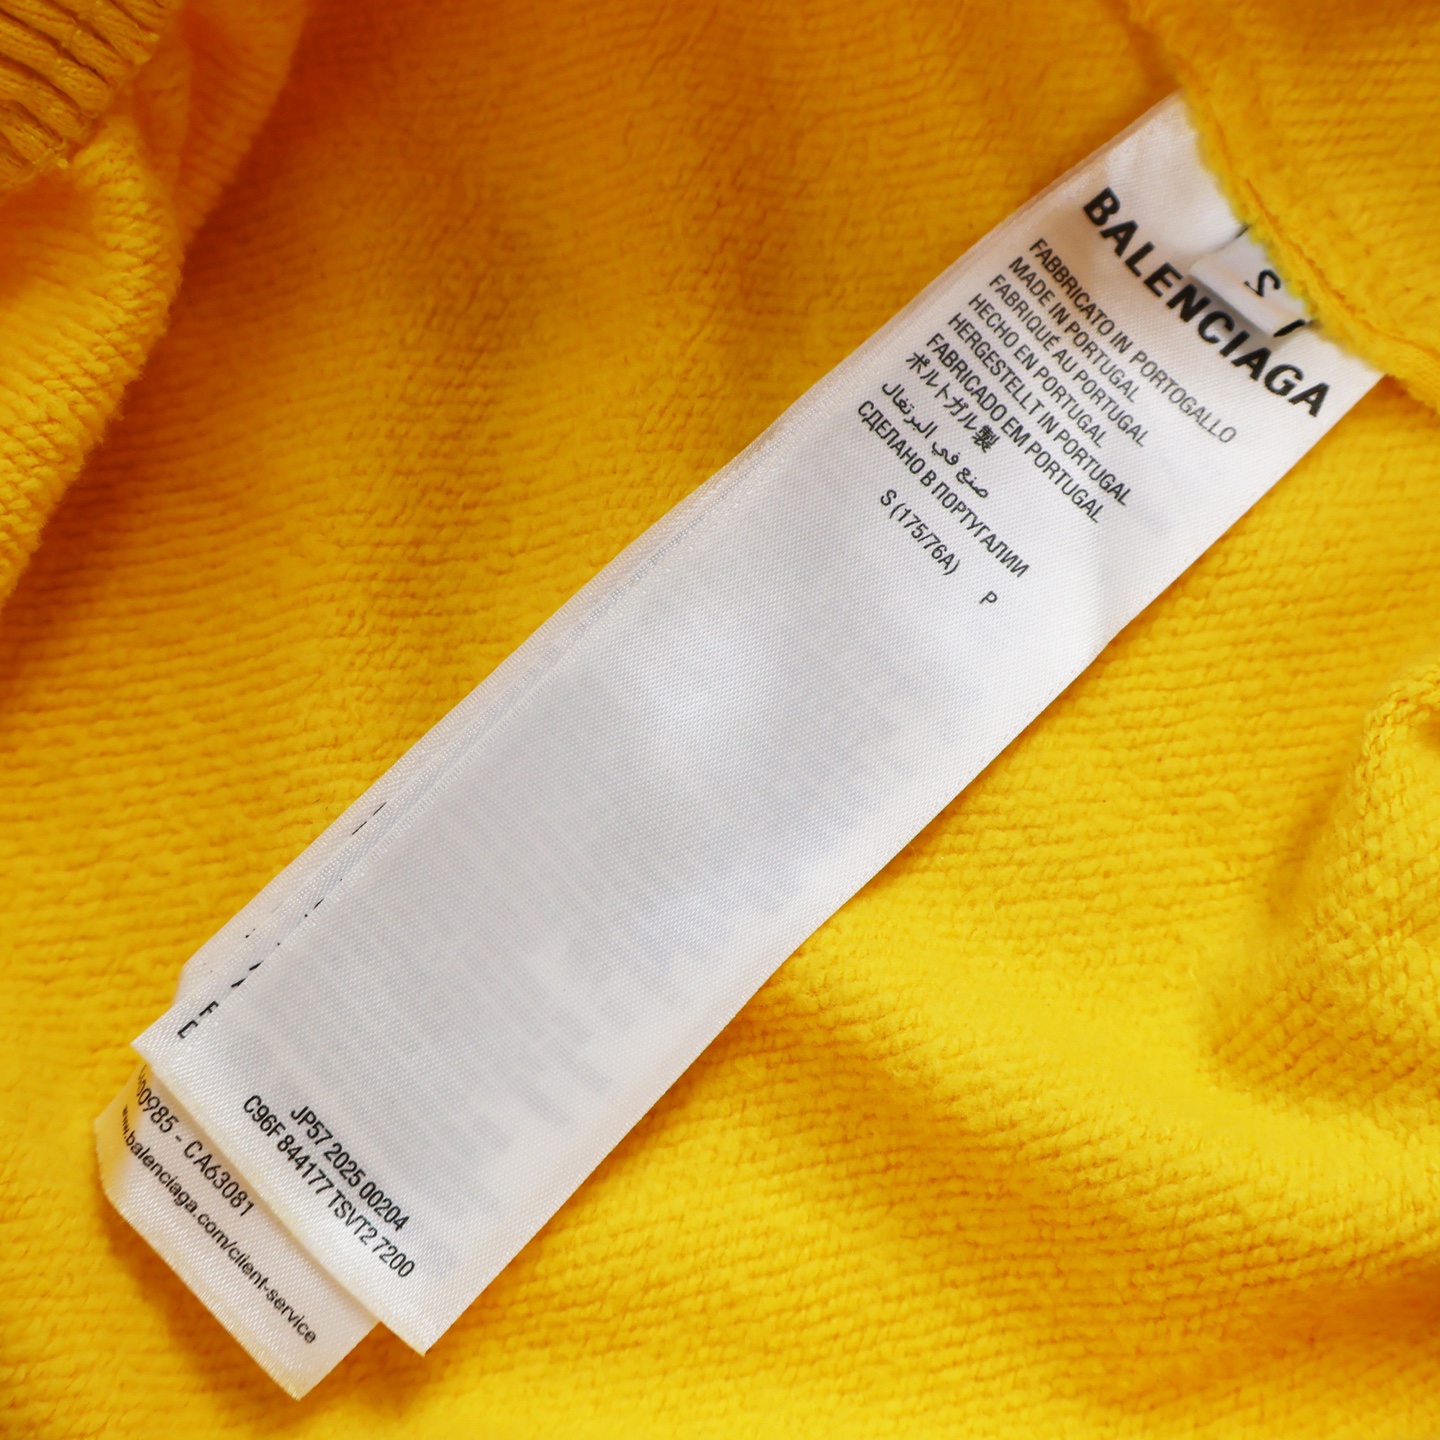 BALENCIAGA
FABBRICATO IN PORTOGALLO
MADE IN PORTUGAL
FABRIQUÉ AU PORTUGAL
HECHO EN PORTUGAL
HERGESTELLT IN PORTUGAL
FABRICADO EM PORTUGAL
ポルトガル製
صنع في البرتغال
СДЕЛАНО В ПОРТУГАЛИИ
S (175/76A)
P
JP57 2025 00204
C96F 844177 TSVT2 7200
00985 - CA63081
www.balenciaga.com/client-service
S